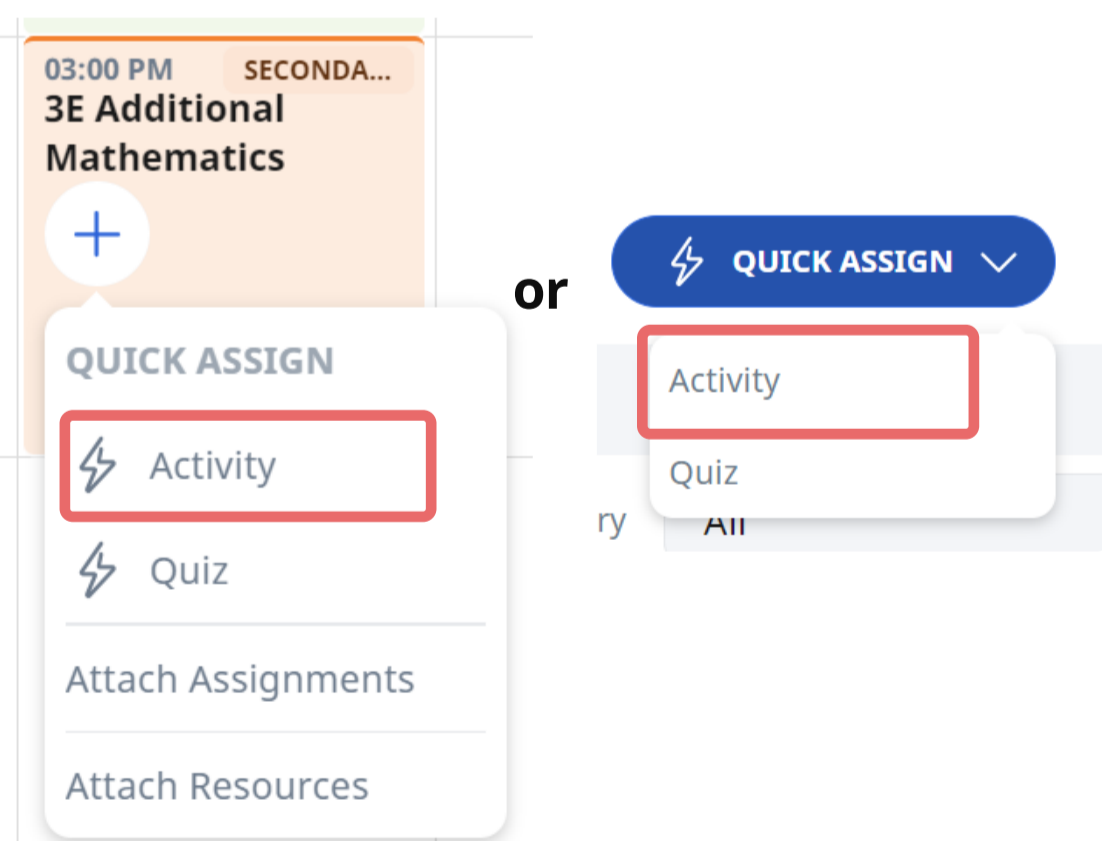 03:00 PM SECONDA...
3E Additional
Mathematics
QUICK ASSIGN
Activity
Quiz
Attach Assignments
Attach Resources
or
QUICK ASSIGN
Activity
Quiz
ry All